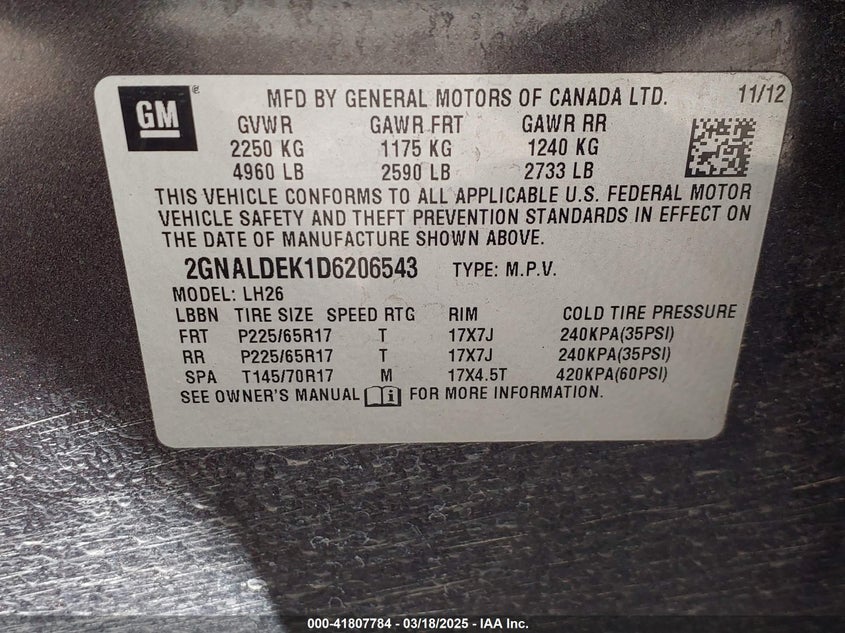 GM ® MFD BY GENERAL MOTORS OF CANADA LTD. 11/12
GVWR GAWR FRT GAWR RR
2250 KG 1175 KG 1240 KG
4960 LB 2590 LB 2733 LB
THIS VEHICLE CONFORMS TO ALL APPLICABLE U.S. FEDERAL MOTOR
VEHICLE SAFETY AND THEFT PREVENTION STANDARDS IN EFFECT ON
THE DATE OF MANUFACTURE SHOWN ABOVE.
2GNALDEK1D6206543 TYPE: M.P.V.
MODEL: LH26
LBBN TIRE SIZE SPEED RTG RIM COLD TIRE PRESSURE
FRT P225/65R17 T 17X7J 240KPA(35PSI)
RR P225/65R17 T 17X7J 240KPA(35PSI)
SPA T145/70R17 M 17X4.5T 420KPA(60PSI)
SEE OWNER'S MANUAL FOR MORE INFORMATION.
000-41807784 / 03/18/2025 - IAA Inc.